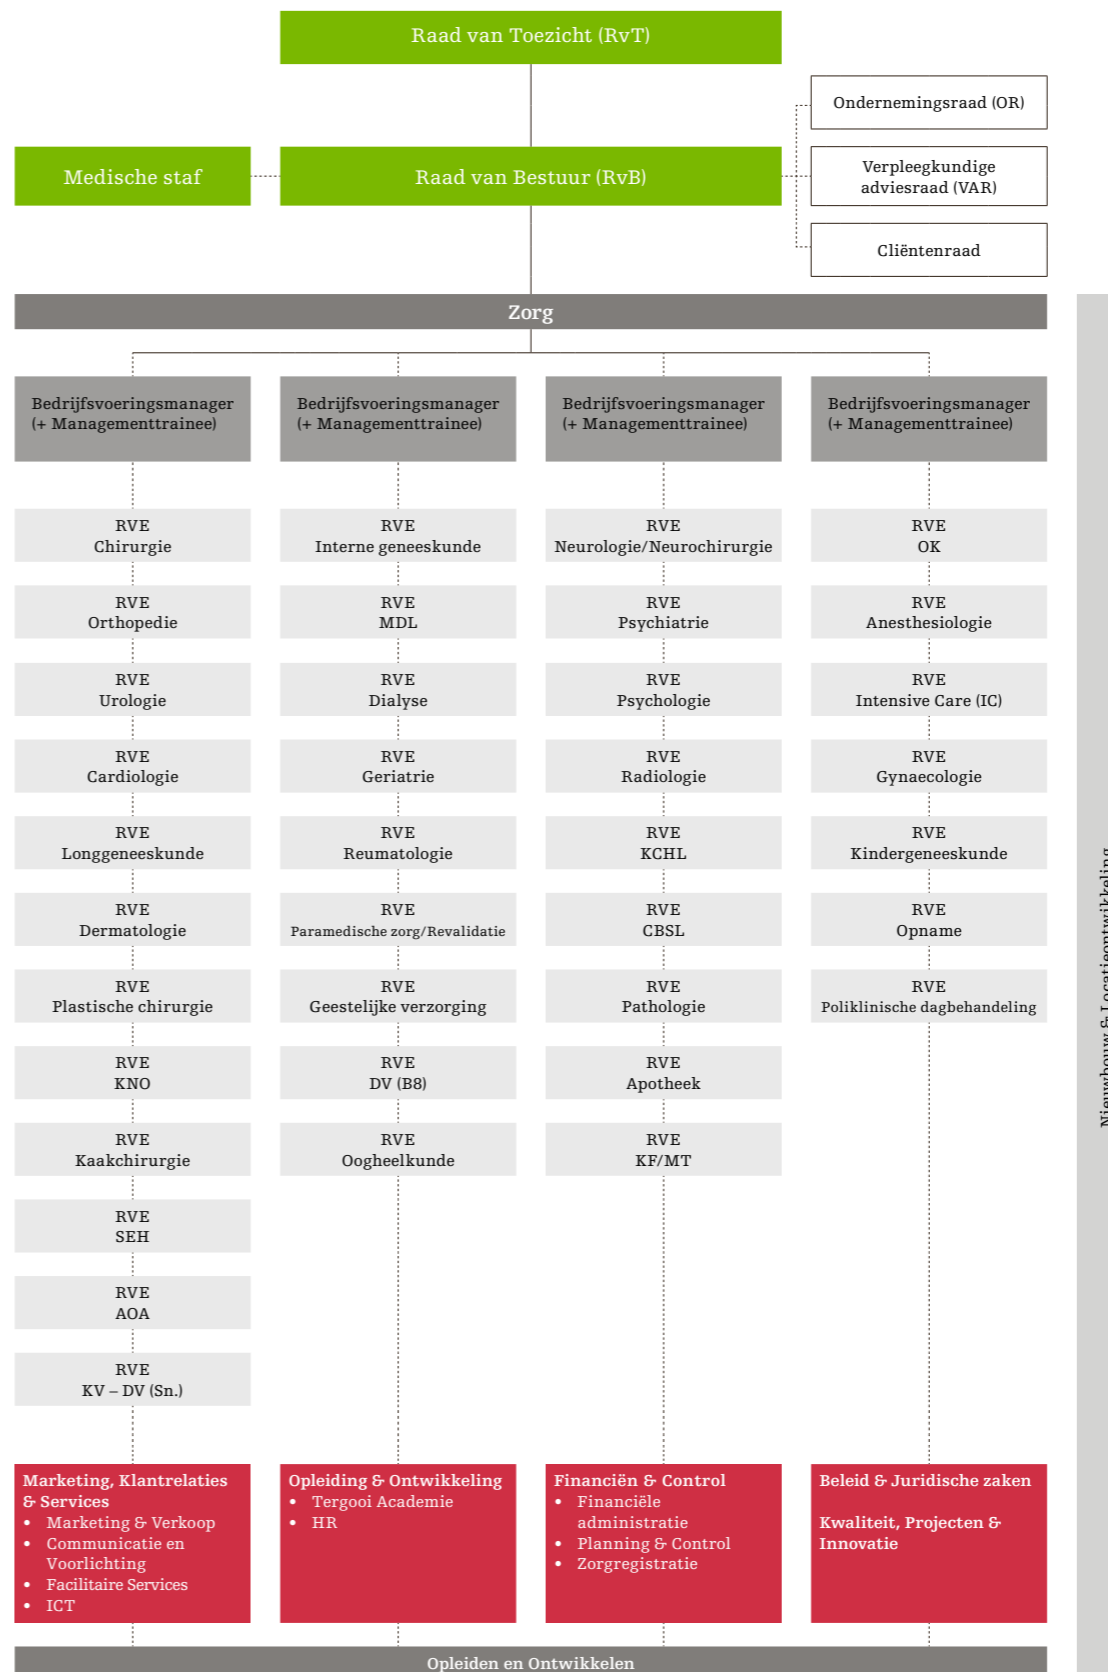 Raad van Toezicht (RvT)
Ondernemingsraad (OR)
Medische staf
Raad van Bestuur (RvB)
Verpleegkundige
adviesraad (VAR)
Cliëntenraad
Zorg
Bedrijfsvoeringsmanager
(+ Managementtrainee)
RVE
Chirurgie
RVE
Orthopedie
RVE
Urologie
RVE
Cardiologie
RVE
Longgeneeskunde
RVE
Dermatologie
RVE
Plastische chirurgie
RVE
KNO
RVE
Kaakchirurgie
RVE
SEH
RVE
AOA
RVE
KV – DV (Sn.)
Marketing, Klantrelaties
& Services
• Marketing & Verkoop
• Communicatie en
Voorlichting
• Facilitaire Services
• ICT
Bedrijfsvoeringsmanager
(+ Managementtrainee)
RVE
Interne geneeskunde
RVE
MDL
RVE
Dialyse
RVE
Geriatrie
RVE
Reumatologie
RVE
Paramedische zorg/Revalidatie
RVE
Geestelijke verzorging
RVE
DV (B8)
RVE
Oogheelkunde
Opleiding & Ontwikkeling
• Tergooi Academie
• HR
Bedrijfsvoeringsmanager
(+ Managementtrainee)
RVE
Neurologie/Neurochirurgie
RVE
Psychiatrie
RVE
Psychologie
RVE
Radiologie
RVE
KCHL
RVE
CBSL
RVE
Pathologie
RVE
Apotheek
RVE
KF/MT
Financiën & Control
• Financiële
administratie
• Planning & Control
• Zorgregistratie
Bedrijfsvoeringsmanager
(+ Managementtrainee)
RVE
OK
RVE
Anesthesiologie
RVE
Intensive Care (IC)
RVE
Gynaecologie
RVE
Kindergeneeskunde
RVE
Opname
RVE
Poliklinische dagbehandeling
Beleid & Juridische zaken
Kwaliteit, Projecten &
Innovatie
Opleiden en Ontwikkelen
Nieuwbouw & Locatieontwikkeling